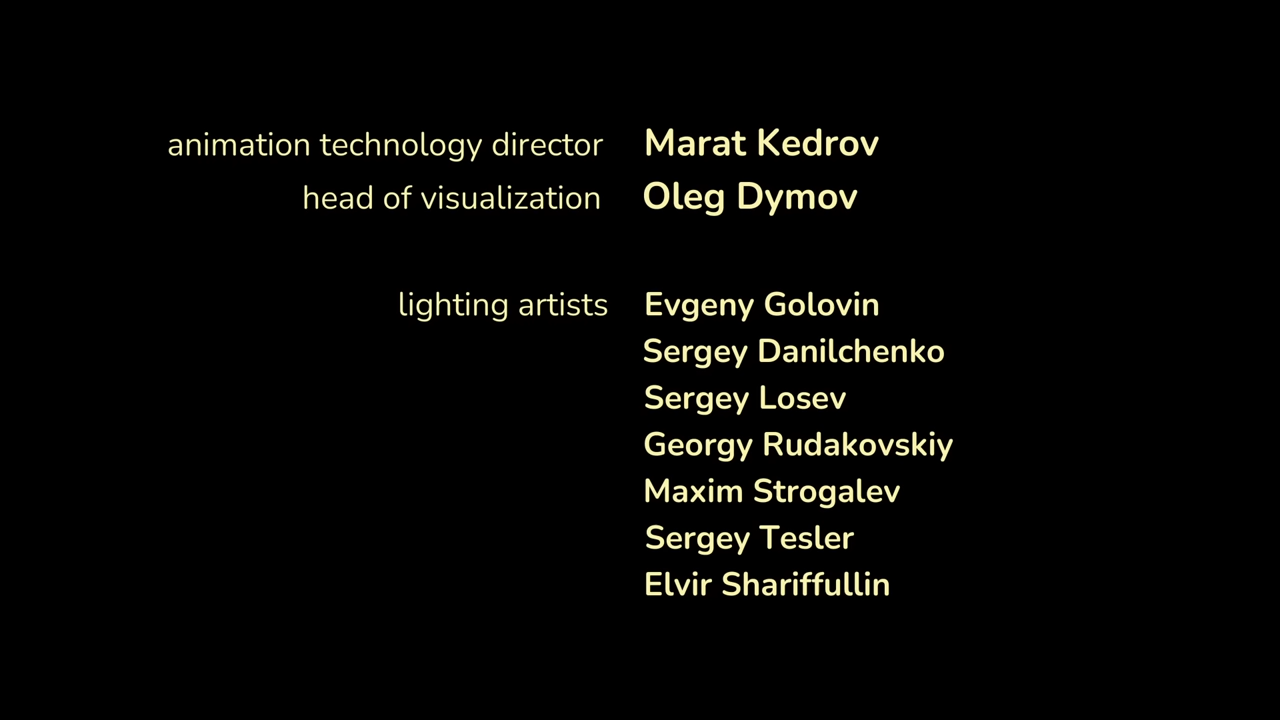 animation technology director Marat Kedrov
head of visualization Oleg Dymov
lighting artists Evgeny Golovin
Sergey Danilchenko
Sergey Losev
Georgy Rudakovskiy
Maxim Strogalev
Sergey Tesler
Elvir Shariffullin